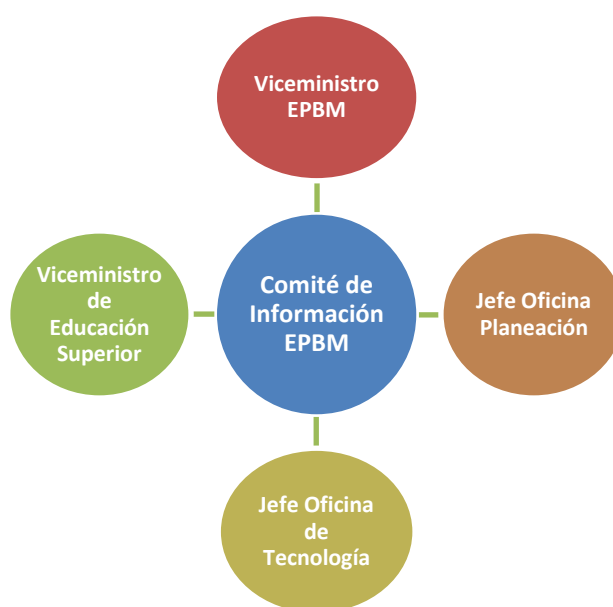 Viceministro
EPBM
Viceministro
de
Educación
Superior
Comité de
Información
EPBM
Jefe Oficina
Planeación
Jefe Oficina
de
Tecnología